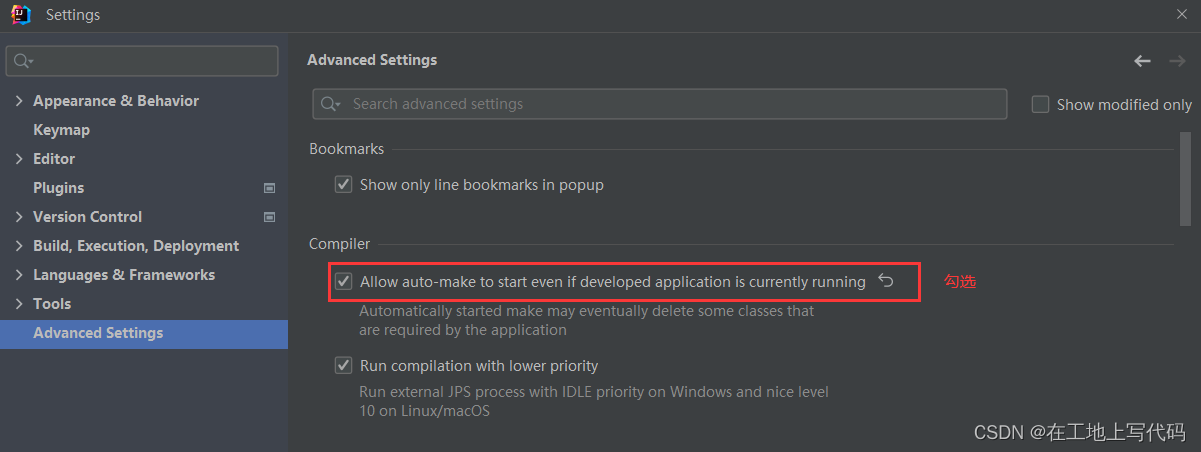 Settings
Appearance & Behavior
Keymap
Editor
Plugins
Version Control
Build, Execution, Deployment
Languages & Frameworks
Tools
Advanced Settings
Advanced Settings
Search advanced settings
Show modified only
Bookmarks
Show only line bookmarks in popup
Compiler
Allow auto-make to start even if developed application is currently running
勾选
Automatically started make may eventually delete some classes that
are required by the application
Run compilation with lower priority
Run external JPS process with IDLE priority on Windows and nice level
10 on Linux/macOS
CSDN @在工地上写代码